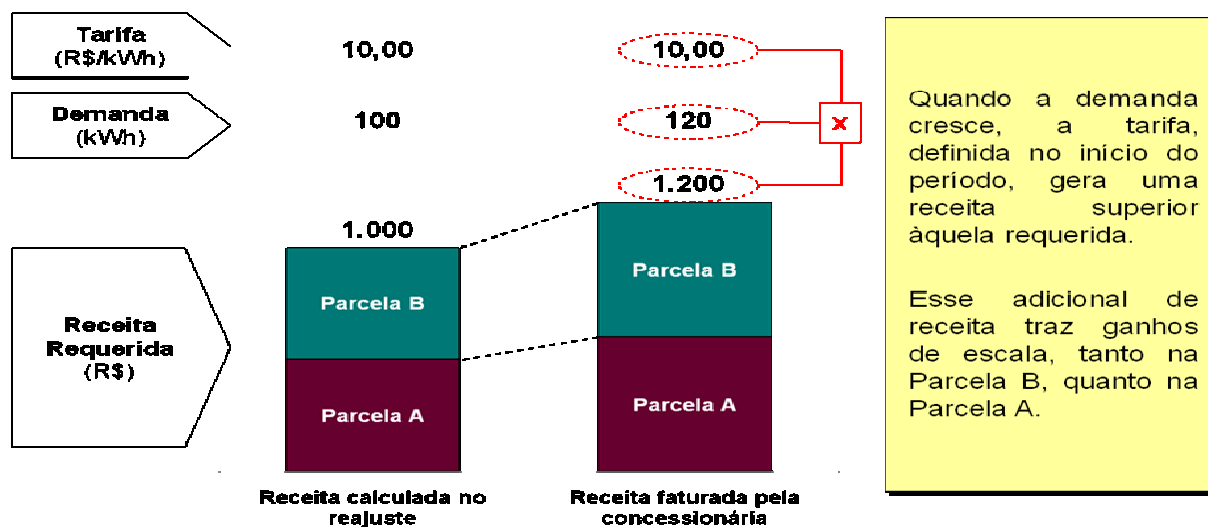 Tarifa
(R$/kWh)
10,00
10,00
Demanda
(kWh)
100
120
x
1.200
1.000
Receita
Requerida
(R$)
Parcela B
Parcela A
Parcela B
Parcela A
Receita calculada no
reajuste
Receita faturada pela
concessionária
Quando a demanda
cresce, a tarifa,
definida no início do
período, gera uma
receita superior
àquela requerida.
Esse adicional de
receita traz ganhos
de escala, tanto na
Parcela B, quanto na
Parcela A.